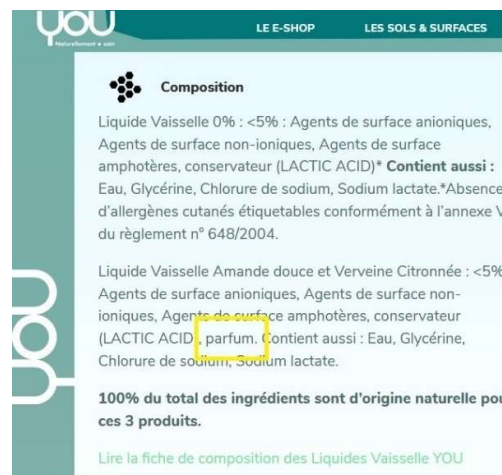 YOU
Naturellement • sain
LE E-SHOP
LES SOLS & SURFACES
Composition
Liquide Vaisselle 0% : <5% : Agents de surface anioniques,
Agents de surface non-ioniques, Agents de surface
amphotères, conservateur (LACTIC ACID)* Contient aussi :
Eau, Glycérine, Chlorure de sodium, Sodium lactate.*Absence
d'allergènes cutanés étiquetables conformément à l'annexe V
du règlement n° 648/2004.
Liquide Vaisselle Amande douce et Verveine Citronnée : <5%
Agents de surface anioniques, Agents de surface non-
ioniques, Agents de surface amphotères, conservateur
(LACTIC ACID), parfum. Contient aussi : Eau, Glycérine,
Chlorure de sodium, Sodium lactate.
100% du total des ingrédients sont d'origine naturelle pou
ces 3 produits.
Lire la fiche de composition des Liquides Vaisselle YOU
YOU